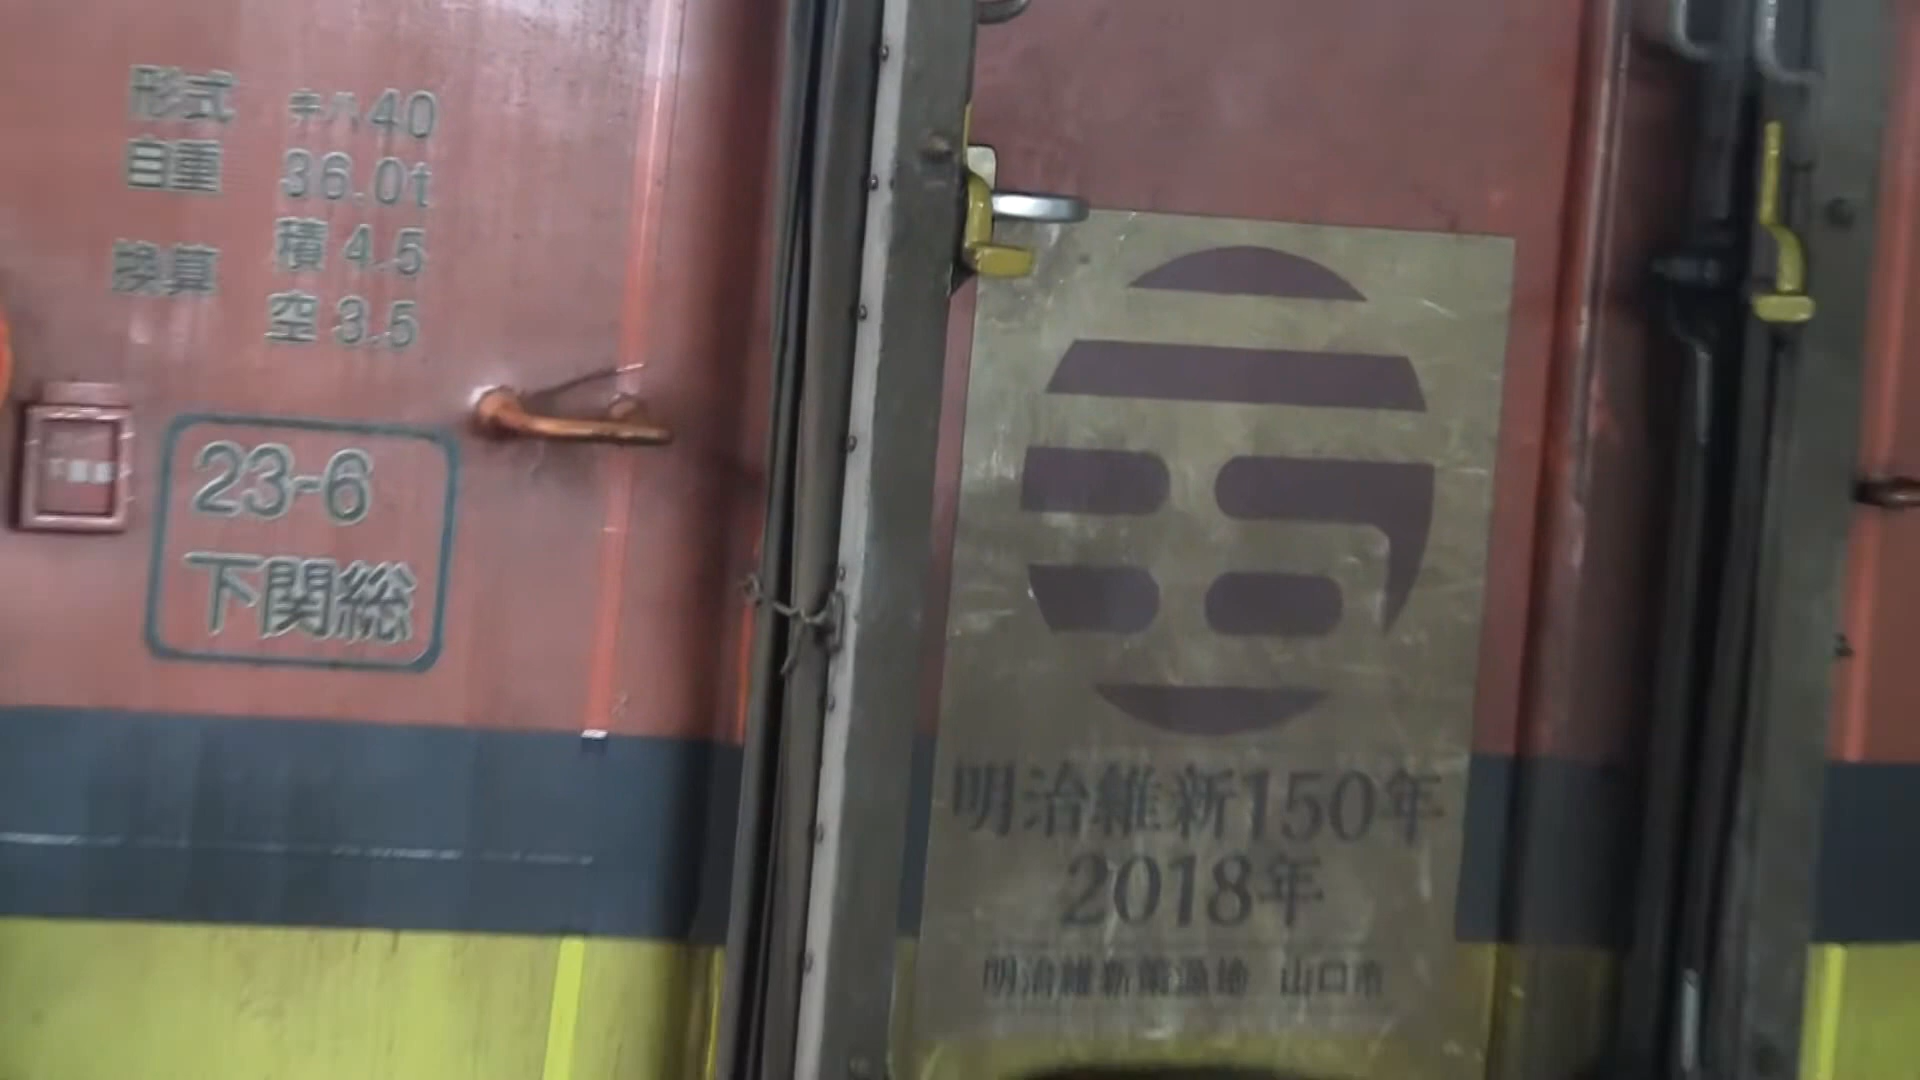 形式 キハ40
自重 36.0t
換算 積 4.5
空 3.5
23-6
下関総
明治維新150年
2018年
明治維新策源地 山口市